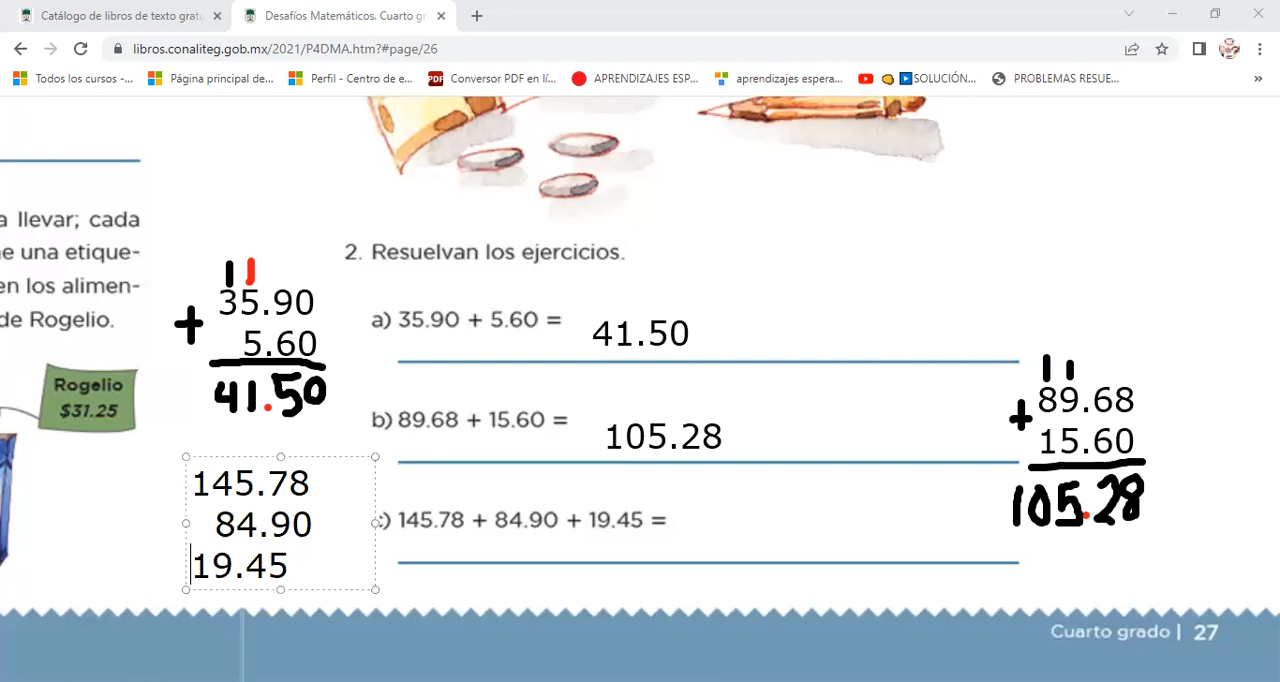 Catálogo de libros de texto gratu
Desafíos Matemáticos. Cuarto gr
libros.conaliteg.gob.mx/2021/P4DMA.htm?#page/26
Todos los cursos -...
Página principal de...
Perfil - Centro de e...
PDF
Conversor PDF en lí...
APRENDIZAJES ESP...
aprendizajes espera...
SOLUCIÓN...
PROBLEMAS RESUE...
»
a llevar; cada
e una etique-
en los alimen-
de Rogelio.
Rogelio
$31.25
2. Resuelvan los ejercicios.
1 1
35.90
+ 5.60
41.50
a) 35.90 + 5.60 = 41.50
b) 89.68 + 15.60 = 105.28
1 1
89.68
+ 15.60
105.28
145.78
84.90
19.45
c) 145.78 + 84.90 + 19.45 =
Cuarto grado | 27